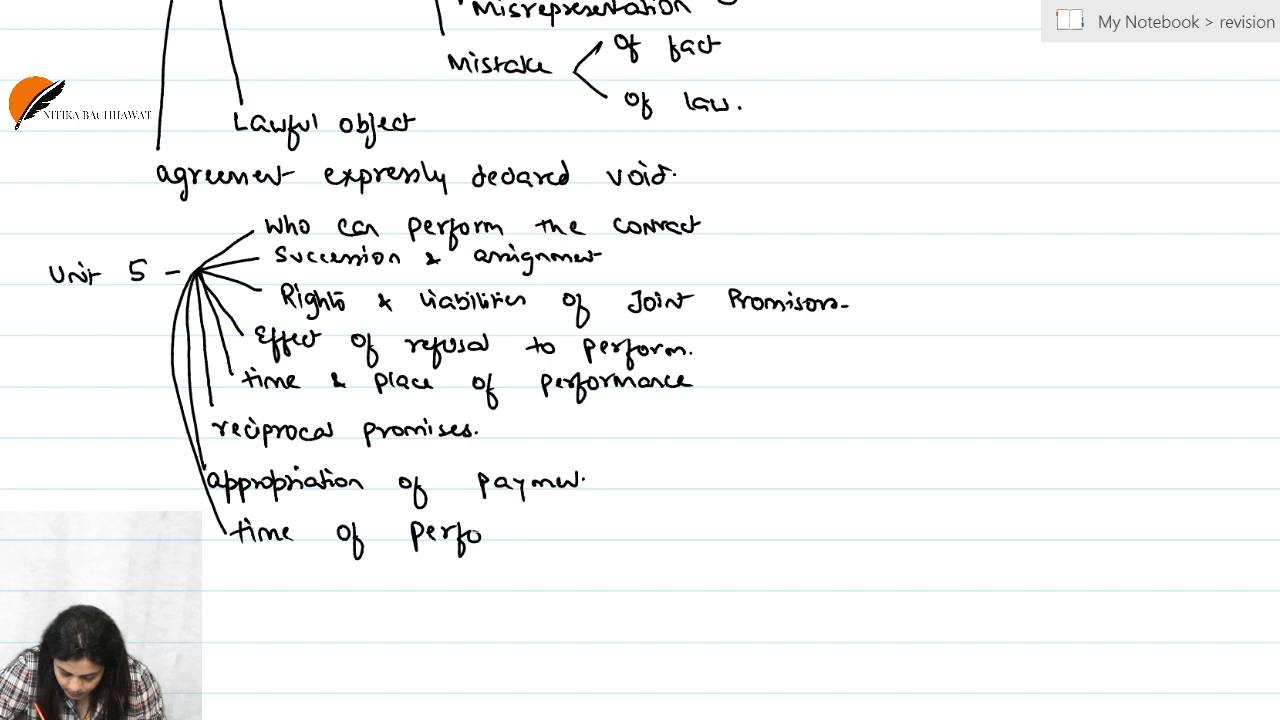 My Notebook > revision
Misrepresentation
Mistake
of fact
of law.
NITIKA BACHHAWAT
Lawful object
agreement expressly declared void.
Unit 5 -
who can perform the contract
Succession & assignment
Rights & liabilities of Joint Promisors-
Effect of refusal to perform.
time & place of performance
reciprocal promises.
appropriation of payment.
time of perfo